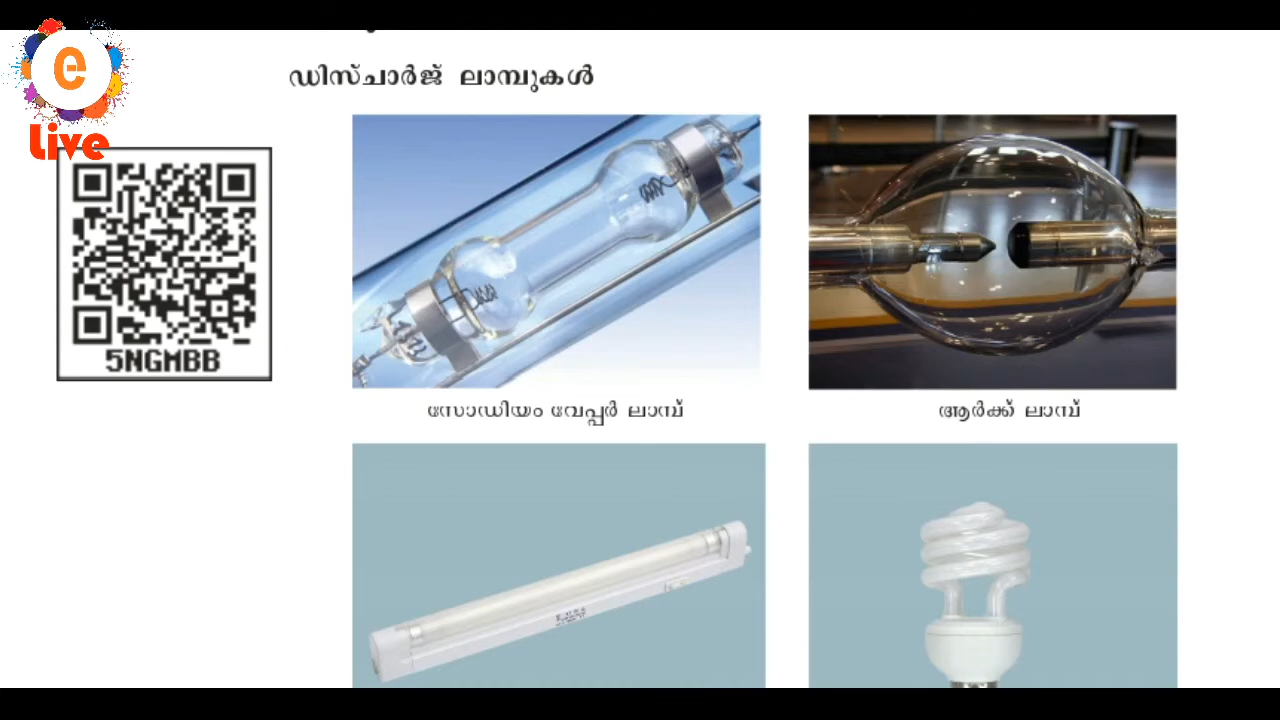 e
Live
ഡിസ്ചാർജ് ലാമ്പുകൾ
5NGMBB
സോഡിയം വേപ്പർ ലാമ്പ്
ആർക്ക് ലാമ്പ്